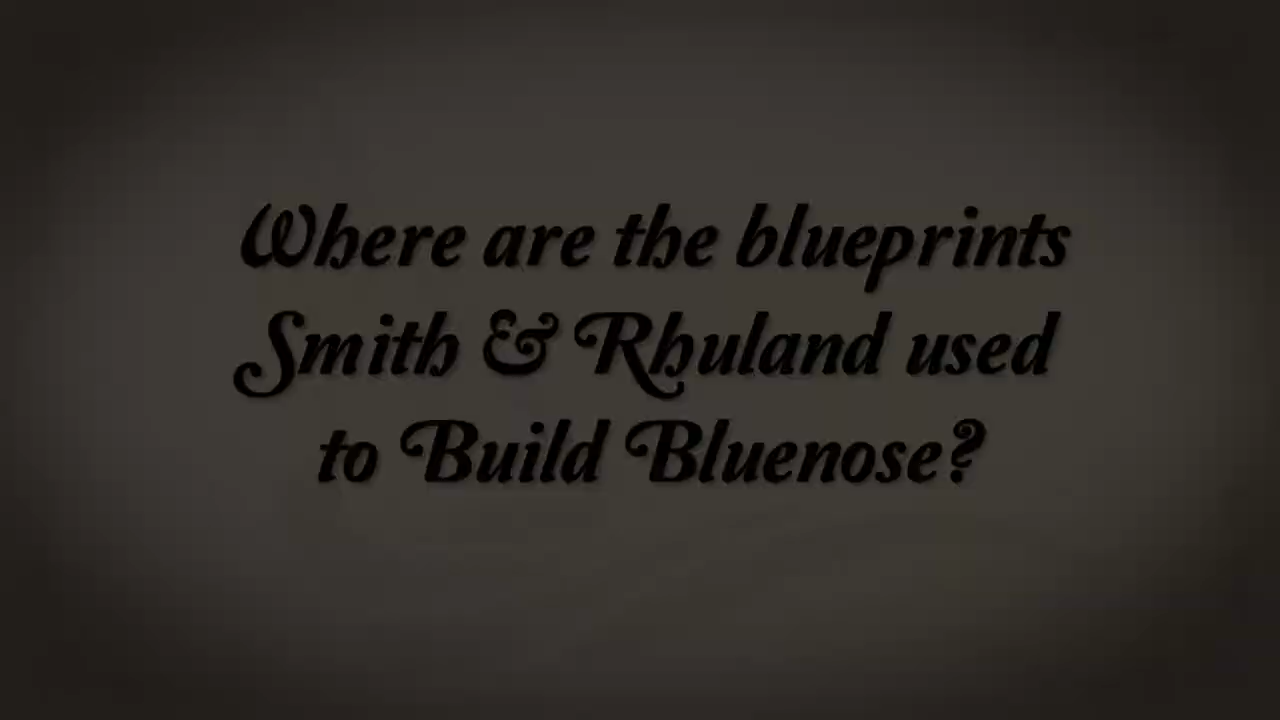 Where are the blueprints
Smith & Rhuland used
to Build Bluenose?